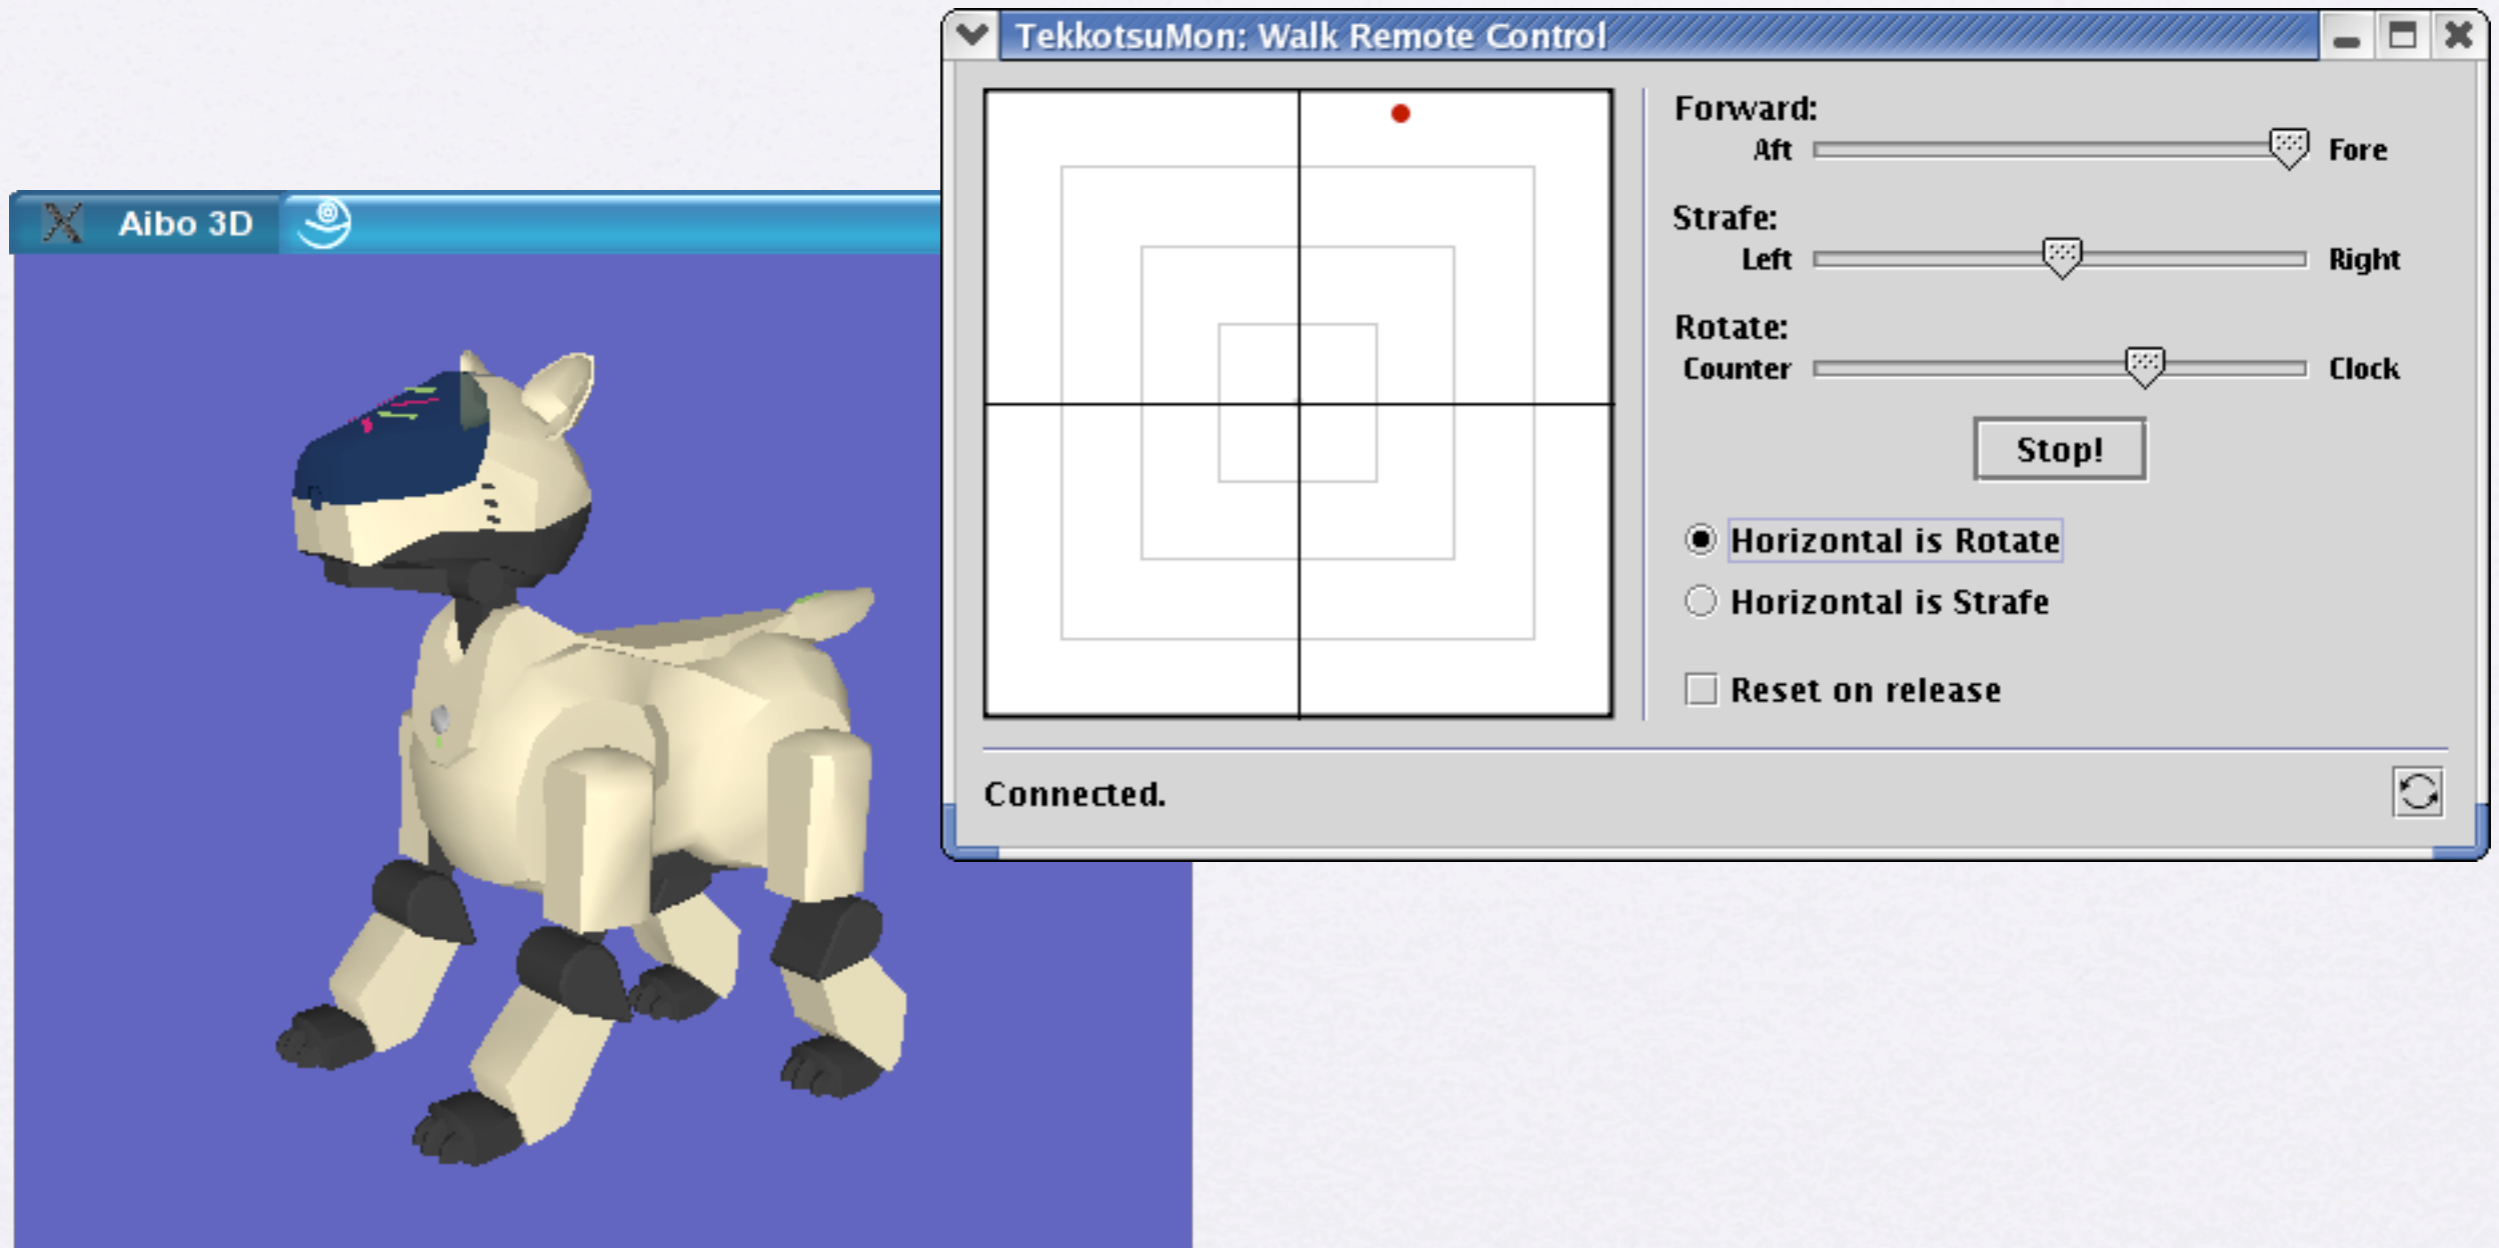 TekkotsuMon: Walk Remote Control
Aibo 3D
Forward:
Aft Fore
Strafe:
Left Right
Rotate:
Counter Clock
Stop!
Horizontal is Rotate
Horizontal is Strafe
Reset on release
Connected.